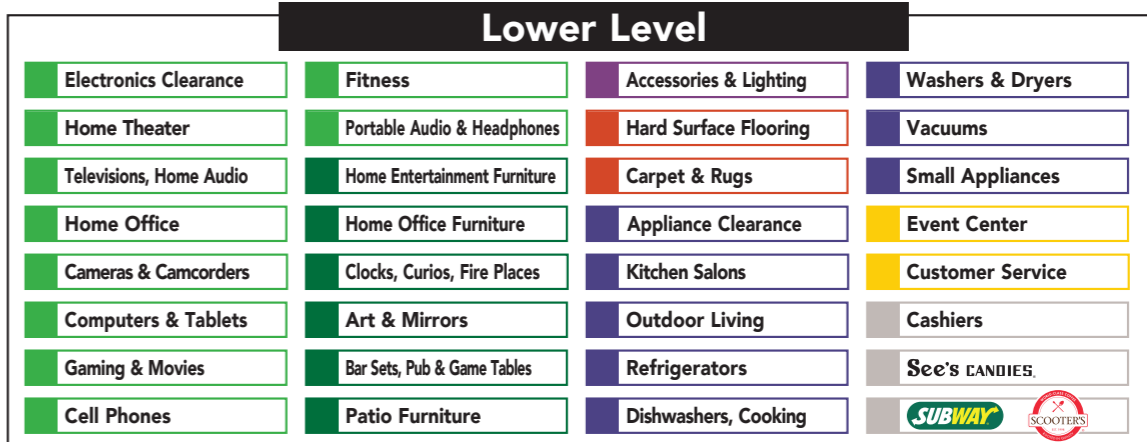 Lower Level
Electronics Clearance
Home Theater
Televisions, Home Audio
Home Office
Cameras & Camcorders
Computers & Tablets
Gaming & Movies
Cell Phones
Fitness
Portable Audio & Headphones
Home Entertainment Furniture
Home Office Furniture
Clocks, Curios, Fire Places
Art & Mirrors
Bar Sets, Pub & Game Tables
Patio Furniture
Accessories & Lighting
Hard Surface Flooring
Carpet & Rugs
Appliance Clearance
Kitchen Salons
Outdoor Living
Refrigerators
Dishwashers, Cooking
Washers & Dryers
Vacuums
Small Appliances
Event Center
Customer Service
Cashiers
See's CANDIES.
SUBWAY
SCOOTER'S